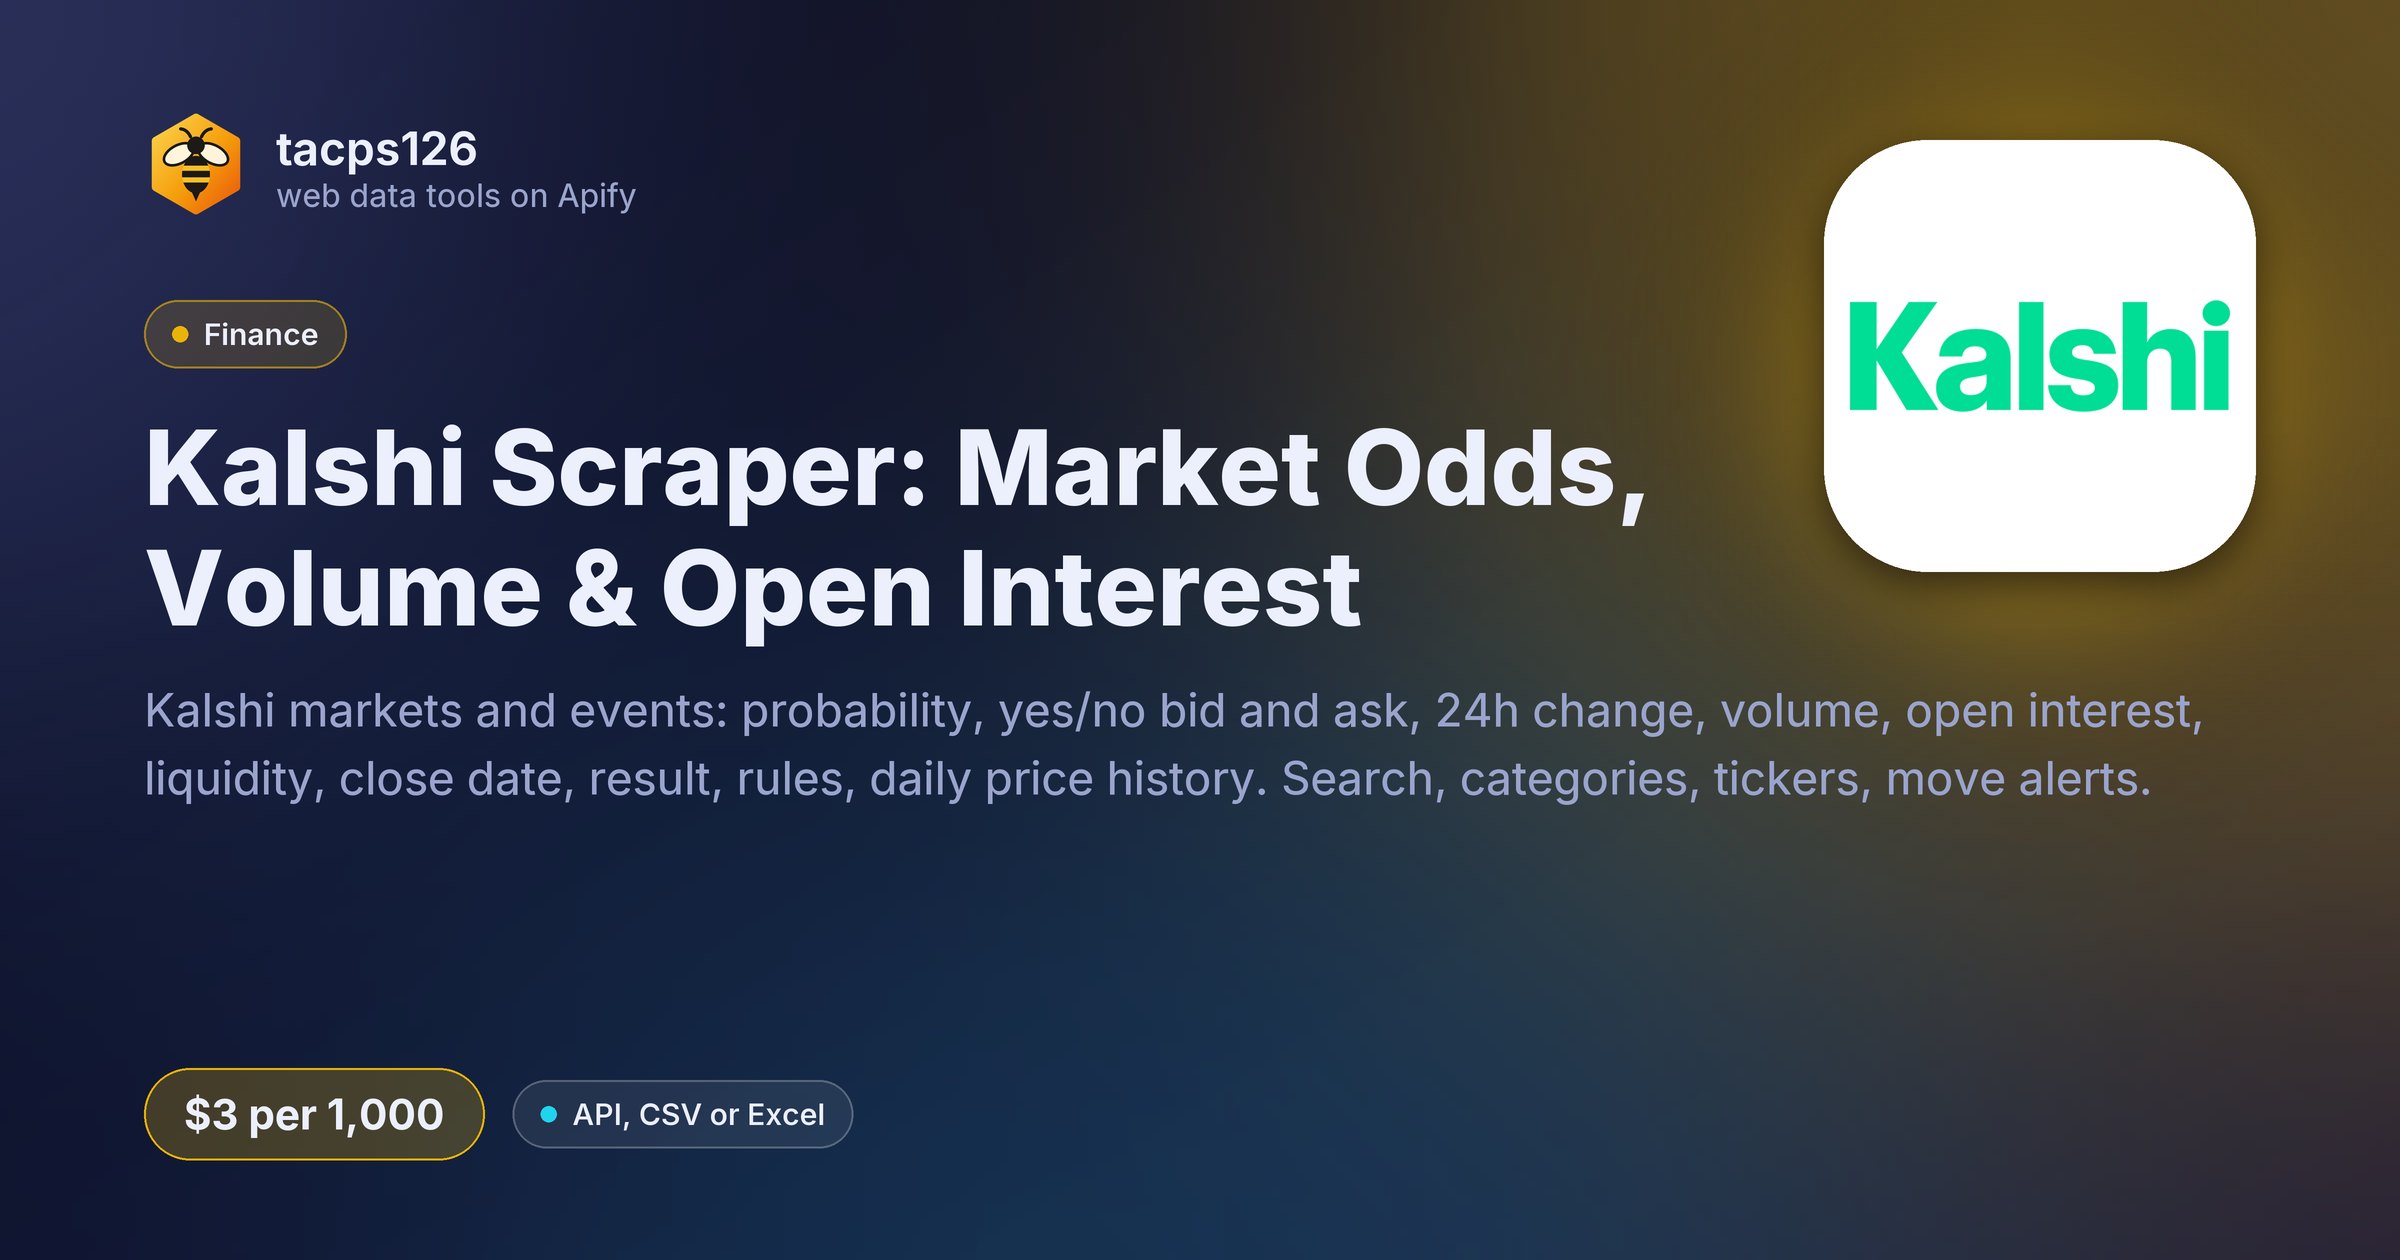 tacps126
web data tools on Apify
Finance
Kalshi
Kalshi Scraper: Market Odds,
Volume & Open Interest
Kalshi markets and events: probability, yes/no bid and ask, 24h change, volume, open interest,
liquidity, close date, result, rules, daily price history. Search, categories, tickers, move alerts.
$3 per 1,000
API, CSV or Excel